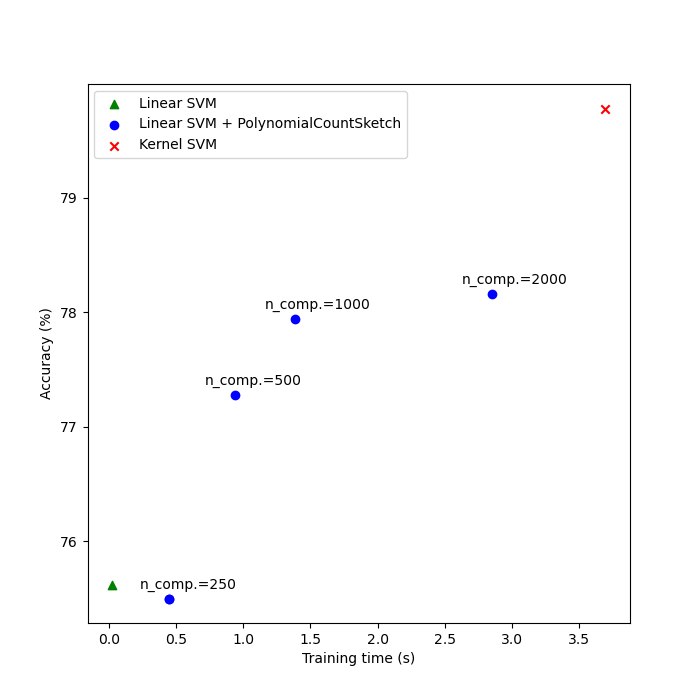 Linear SVM
Linear SVM + PolynomialCountSketch
Kernel SVM
79
n_comp.=2000
78
n_comp.=1000
Accuracy (%)
n_comp.=500
77
76
n_comp.=250
0.0 0.5 1.0 1.5 2.0 2.5 3.0 3.5
Training time (s)